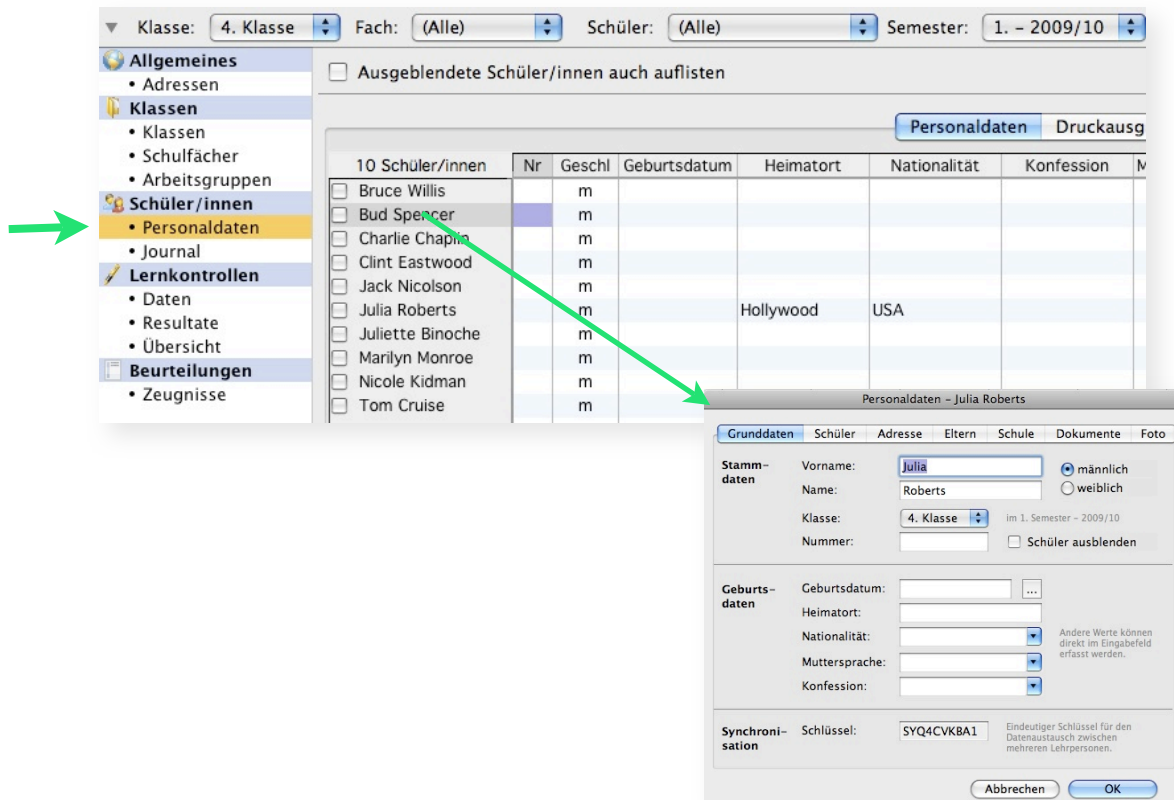 Klasse: 4. Klasse Fach: (Alle) Schüler: (Alle) Semester: 1. – 2009/10
Allgemeines
• Adressen
Klassen
• Klassen
• Schulfächer
• Arbeitsgruppen
Schüler/innen
• Personaldaten
• Journal
Lernkontrollen
• Daten
• Resultate
• Übersicht
Beurteilungen
• Zeugnisse
Ausgeblendete Schüler/innen auch auflisten
Personaldaten Druckausg
10 Schüler/innen Nr Geschl Geburtsdatum Heimatort Nationalität Konfession M
Bruce Willis m
Bud Spencer m
Charlie Chaplin m
Clint Eastwood m
Jack Nicolson m
Julia Roberts m Hollywood USA
Juliette Binoche m
Marilyn Monroe m
Nicole Kidman m
Tom Cruise m
Personaldaten – Julia Roberts
Grunddaten Schüler Adresse Eltern Schule Dokumente Foto
Stamm–
daten
Vorname: Julia
männlich
Name: Roberts
weiblich
Klasse: 4. Klasse im 1. Semester – 2009/10
Nummer: Schüler ausblenden
Geburts–
daten
Geburtsdatum: ...
Heimatort:
Nationalität:
Muttersprache:
Konfession:
Andere Werte können
direkt im Eingabefeld
erfasst werden.
Synchroni–
sation
Schlüssel: SYQ4CVKBA1
Eindeutiger Schlüssel für den
Datenaustausch zwischen
mehreren Lehrpersonen.
Abbrechen OK